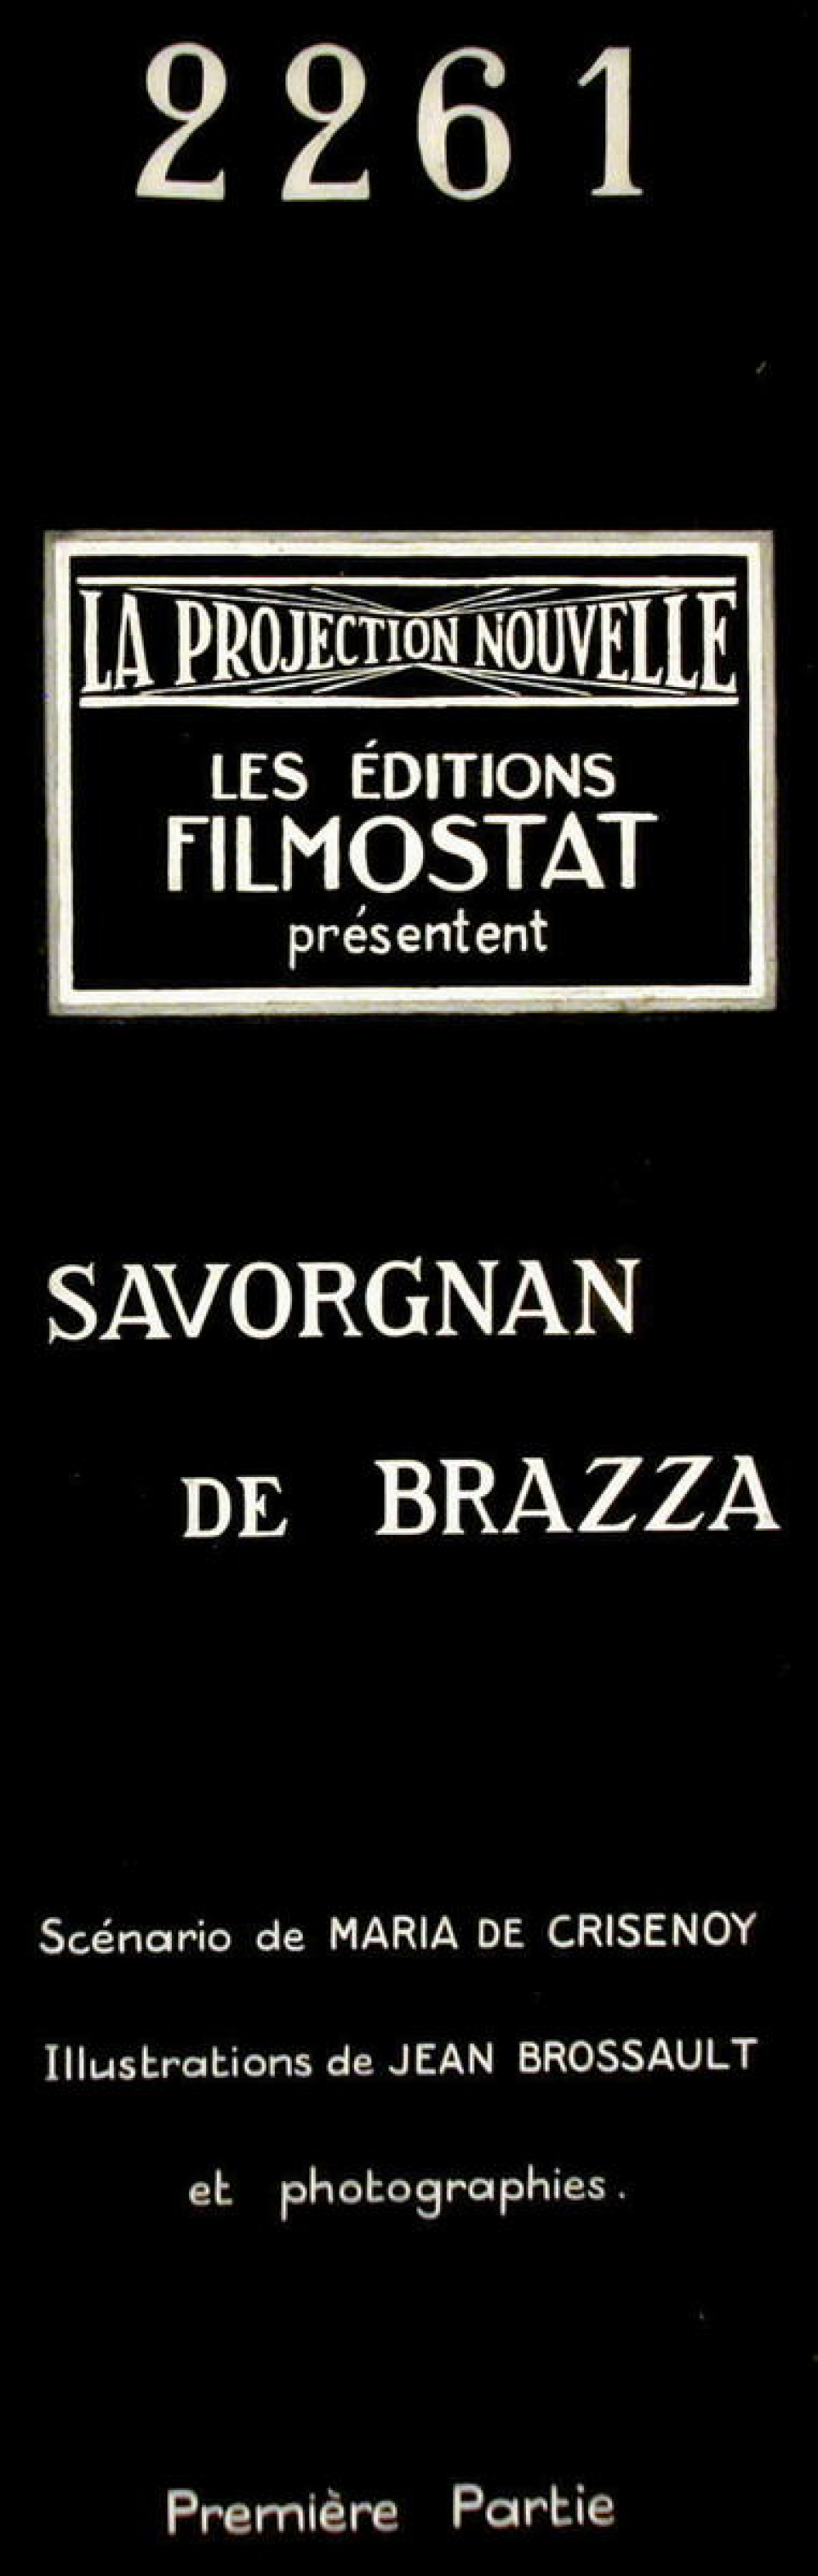 2261
LA PROJECTION NOUVELLE
LES ÉDITIONS
FILMOSTAT
présentent
SAVORGNAN
DE BRAZZA
Scénario de MARIA DE CRISENOY
Illustrations de JEAN BROSSAULT
et photographies.
Première Partie